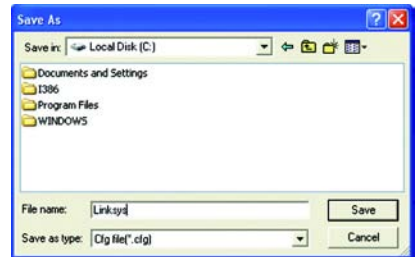 Save As
Save in: Local Disk (C:)
Documents and Settings
I386
Program Files
WINDOWS
File name: Linksys Save
Save as type: Cfg file(*.cfg) Cancel